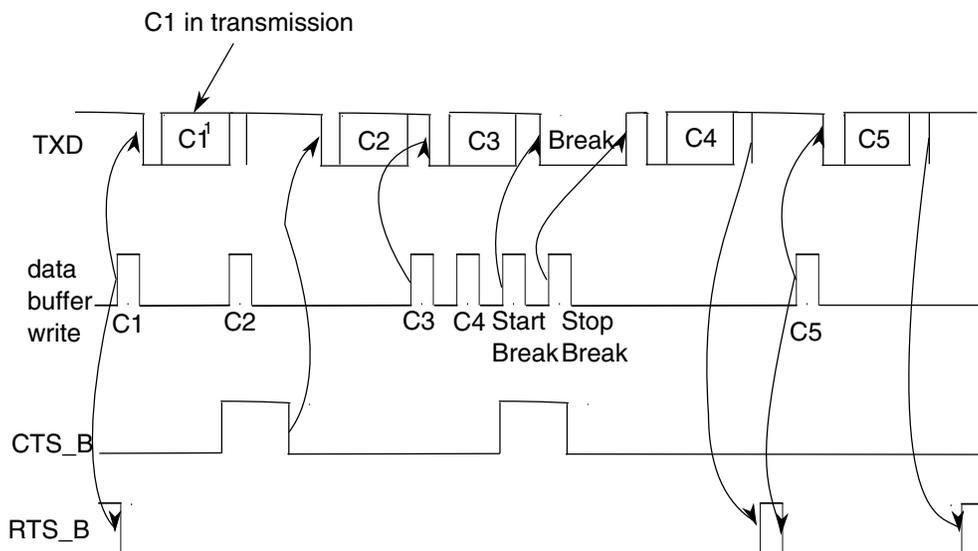 C1 in transmission
TXD
C1 1
C2
C3
Break
C4
C5
data
buffer
write
C1
C2
C3
C4
Start
Break
Stop
Break
C5
CTS_B
RTS_B